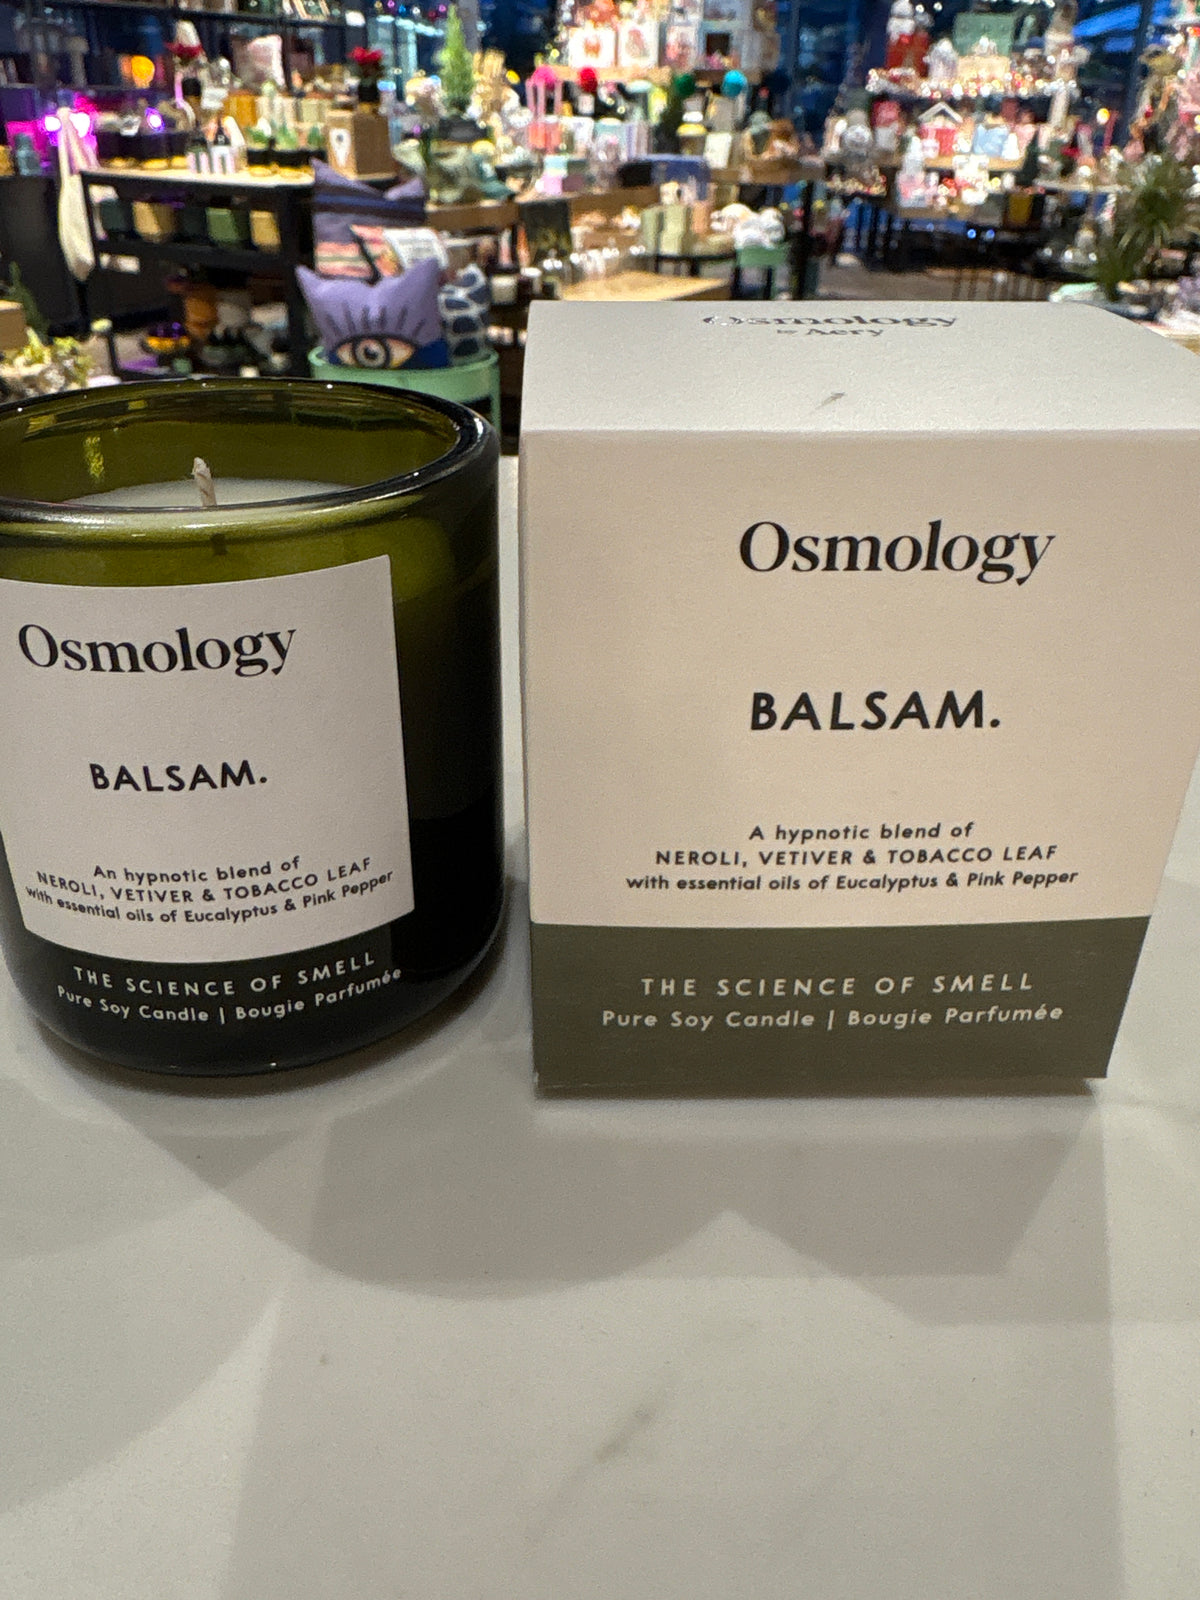 Osmology
BALSAM.
An hypnotic blend of
NEROLI, VETIVER & TOBACCO LEAF
with essential oils of Eucalyptus & Pink Pepper
THE SCIENCE OF SMELL
Pure Soy Candle | Bougie Parfumée
Osmology
by Aery
Osmology
BALSAM.
A hypnotic blend of
NEROLI, VETIVER & TOBACCO LEAF
with essential oils of Eucalyptus & Pink Pepper
THE SCIENCE OF SMELL
Pure Soy Candle | Bougie Parfumée